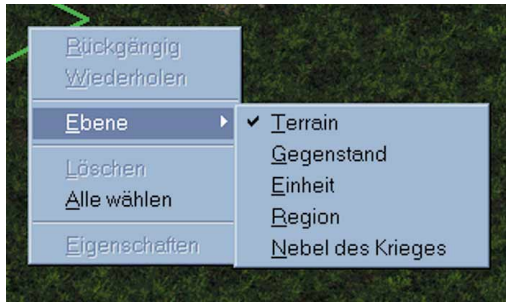 Rückgängig
Wiederholen
Ebene
Löschen
Alle wählen
Eigenschaften
Terrain
Gegenstand
Einheit
Region
Nebel des Krieges